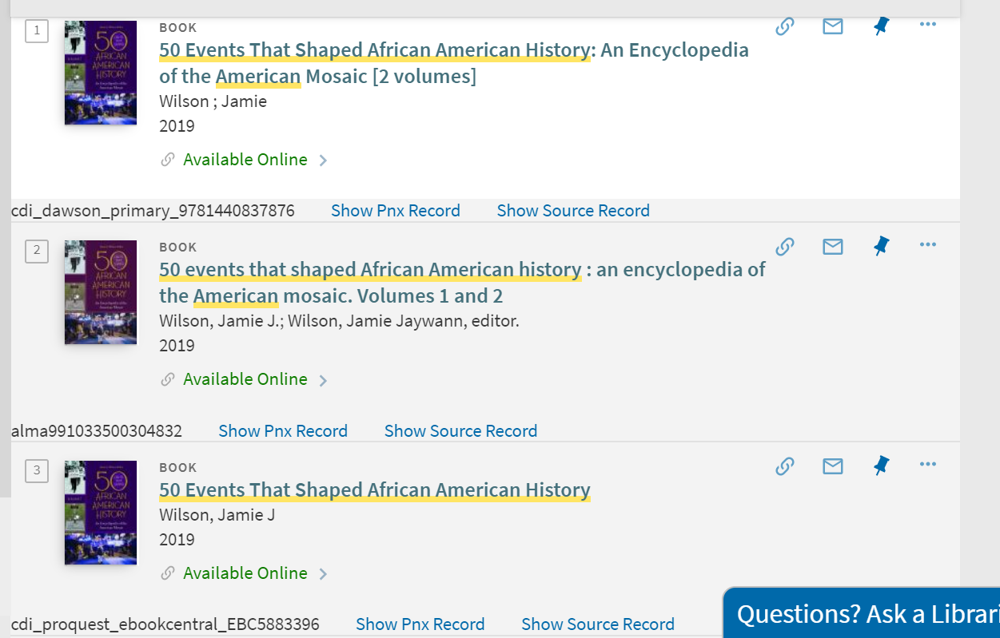 1
BOOK
50 Events That Shaped African American History: An Encyclopedia
of the American Mosaic [2 volumes]
Wilson ; Jamie
2019
Available Online
cdi_dawson_primary_9781440837876 Show Pnx Record Show Source Record
2
BOOK
50 events that shaped African American history : an encyclopedia of
the American mosaic. Volumes 1 and 2
Wilson, Jamie J.; Wilson, Jamie Jaywann, editor.
2019
Available Online
alma991033500304832 Show Pnx Record Show Source Record
3
BOOK
50 Events That Shaped African American History
Wilson, Jamie J
2019
Available Online
cdi_proquest_ebookcentral_EBC5883396 Show Pnx Record Show Source Record
Questions? Ask a Librari
50
AFRICAN
AMERICAN
HISTORY
50
AFRICAN
AMERICAN
HISTORY
50
AFRICAN
AMERICAN
HISTORY